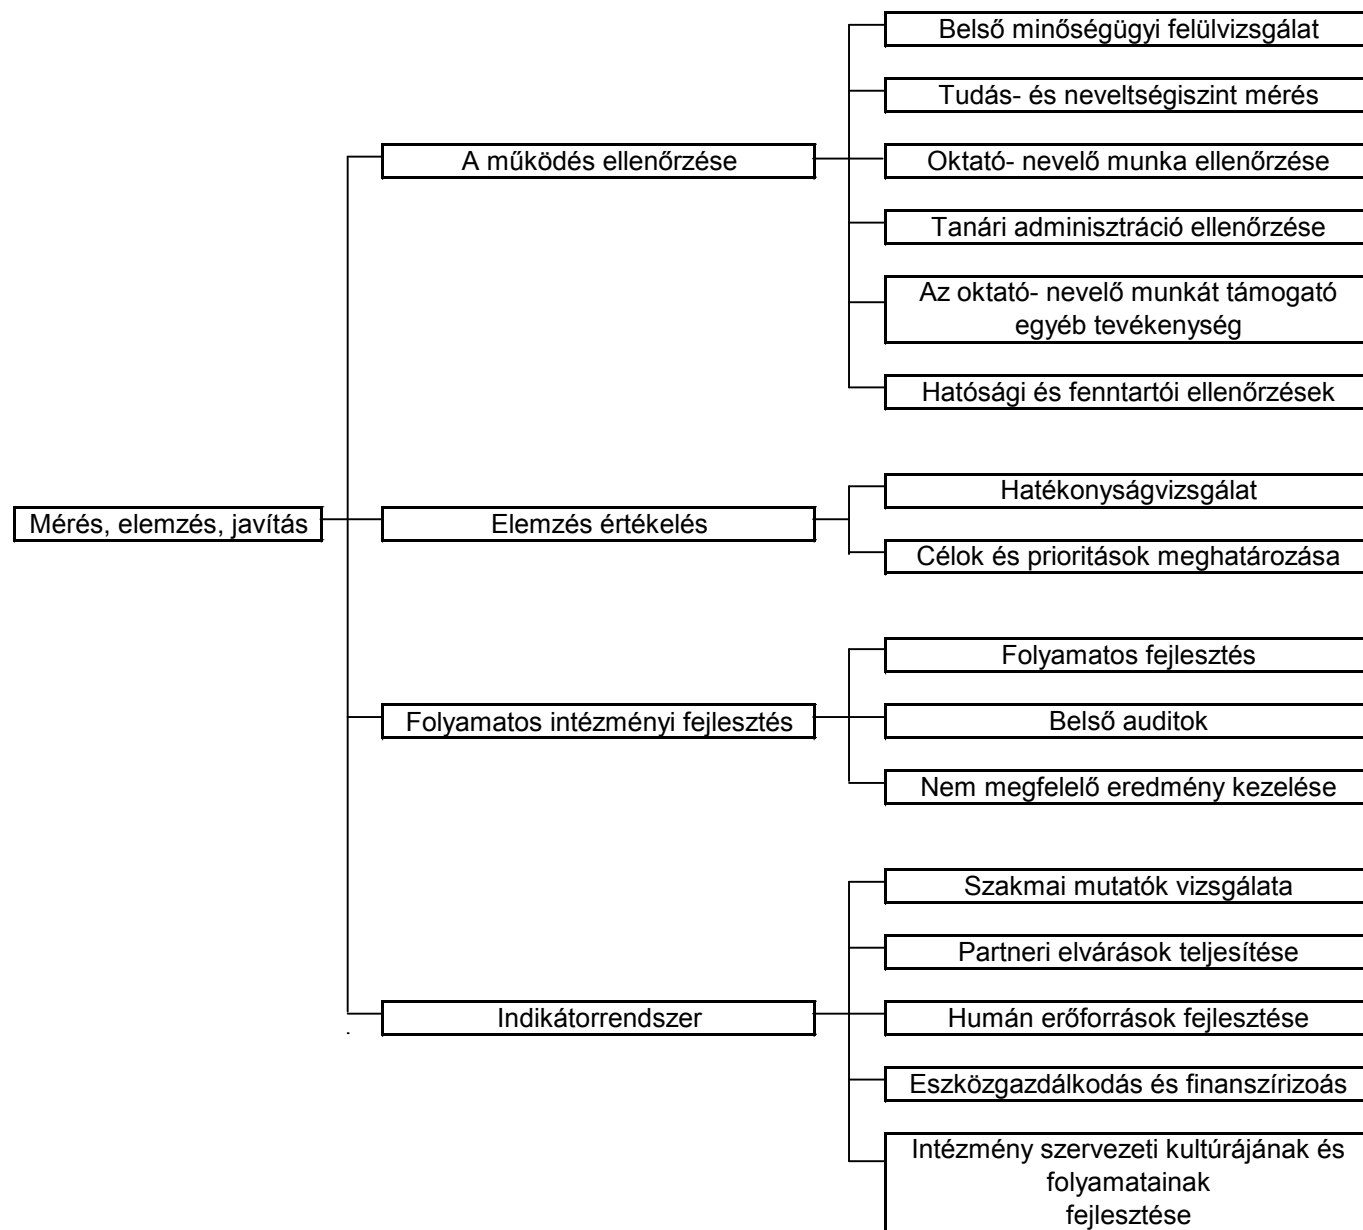 Mérés, elemzés, javítás
A működés ellenőrzése
Belső minőségügyi felülvizsgálat
Tudás- és neveltségiszint mérés
Oktató- nevelő munka ellenőrzése
Tanári adminisztráció ellenőrzése
Az oktató- nevelő munkát támogató
egyéb tevékenység
Hatósági és fenntartói ellenőrzések
Elemzés értékelés
Hatékonyságvizsgálat
Célok és prioritások meghatározása
Folyamatos intézményi fejlesztés
Folyamatos fejlesztés
Belső auditok
Nem megfelelő eredmény kezelése
Indikátorrendszer
Szakmai mutatók vizsgálata
Partneri elvárások teljesítése
Humán erőforrások fejlesztése
Eszközgazdálkodás és finanszírizoás
Intézmény szervezeti kultúrájának és
folyamatainak
fejlesztése